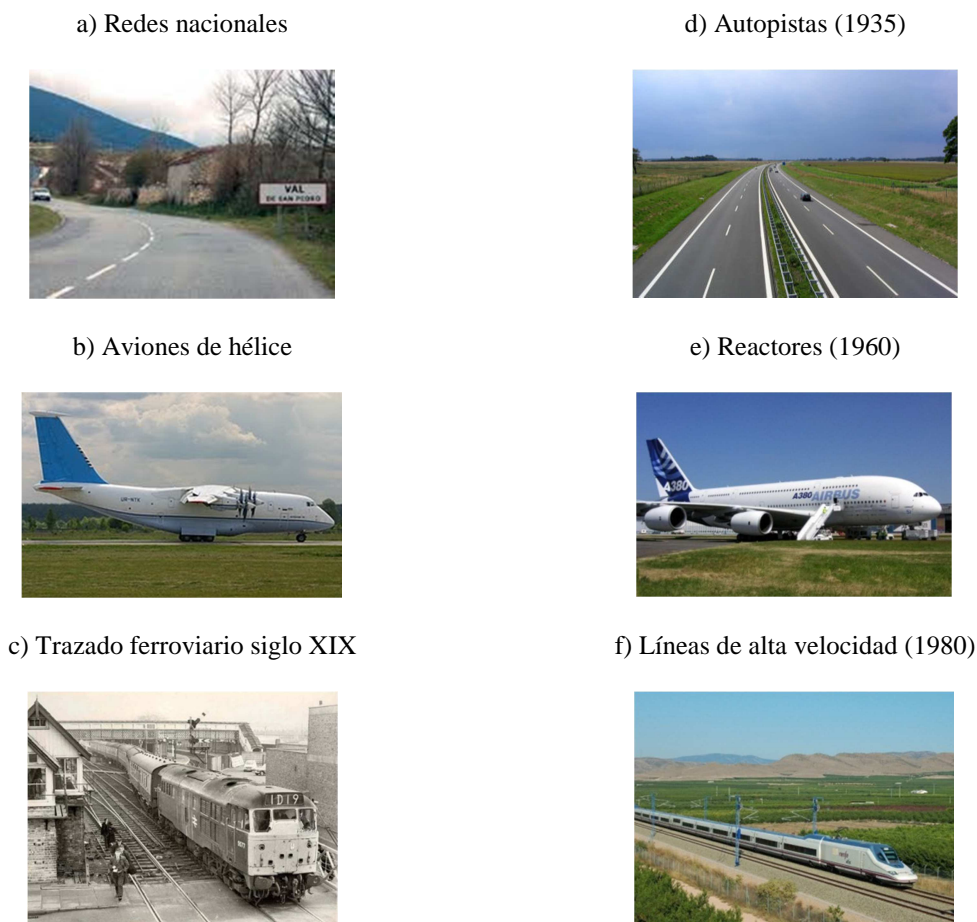 a) Redes nacionales
d) Autopistas (1935)
VAL
DE SAN PEDRO
b) Aviones de hélice
e) Reactores (1960)
A380
A380 AIRBUS
c) Trazado ferroviario siglo XIX
f) Líneas de alta velocidad (1980)
1D19